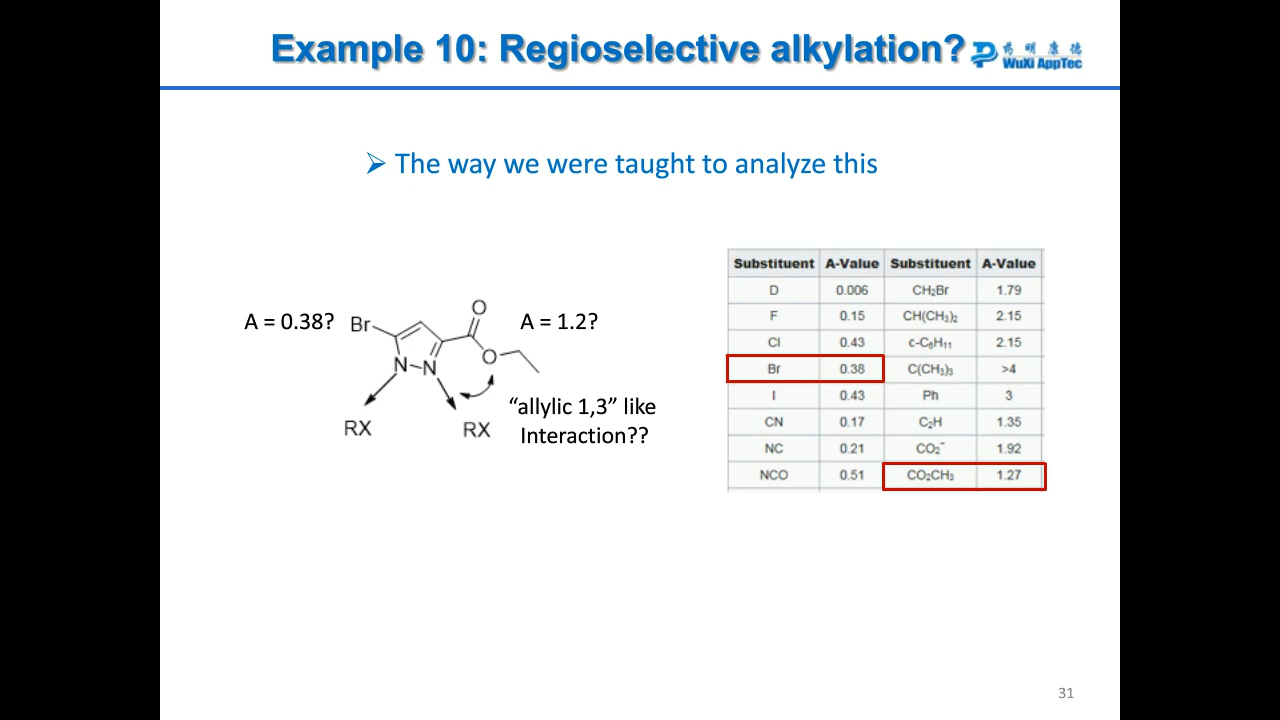 Example 10: Regioselective alkylation?
药 明 康 德
WuXi AppTec
➢ The way we were taught to analyze this
A = 0.38?
Br
O
A = 1.2?
O
N
N
RX
RX
“allylic 1,3” like
Interaction??
Substituent A-Value Substituent A-Value
D 0.006 CH₂Br 1.79
F 0.15 CH(CH₃)₂ 2.15
Cl 0.43 c-C₆H₁₁ 2.15
Br 0.38 C(CH₃)₃ >4
I 0.43 Ph 3
CN 0.17 C₂H 1.35
NC 0.21 CO₂⁻ 1.92
NCO 0.51 CO₂CH₃ 1.27
31